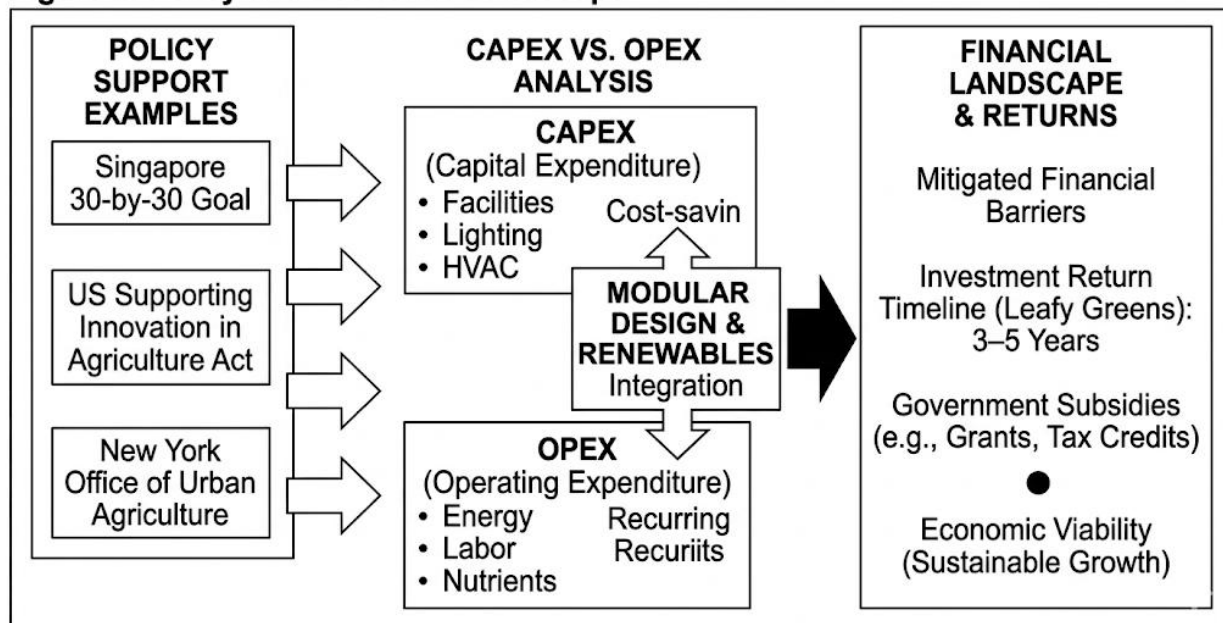 POLICY
SUPPORT
EXAMPLES
Singapore
30-by-30 Goal
US Supporting
Innovation in
Agriculture Act
New York
Office of Urban
Agriculture
CAPEX VS. OPEX
ANALYSIS
CAPEX
(Capital Expenditure)
• Facilities
• Lighting
• HVAC
Cost-savin
MODULAR
DESIGN &
RENEWABLES
Integration
OPEX
(Operating Expenditure)
• Energy
• Labor
• Nutrients
Recurring
Recuriits
FINANCIAL
LANDSCAPE
& RETURNS
Mitigated Financial
Barriers
Investment Return
Timeline (Leafy Greens):
3–5 Years
Government Subsidies
(e.g., Grants, Tax Credits)
●
Economic Viability
(Sustainable Growth)